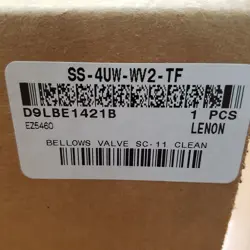 SS-4UW-WV2-TF
D9LBE1421B 1 PCS
EZ5460 LENON
BELLOWS VALVE SC-11 CLEAN